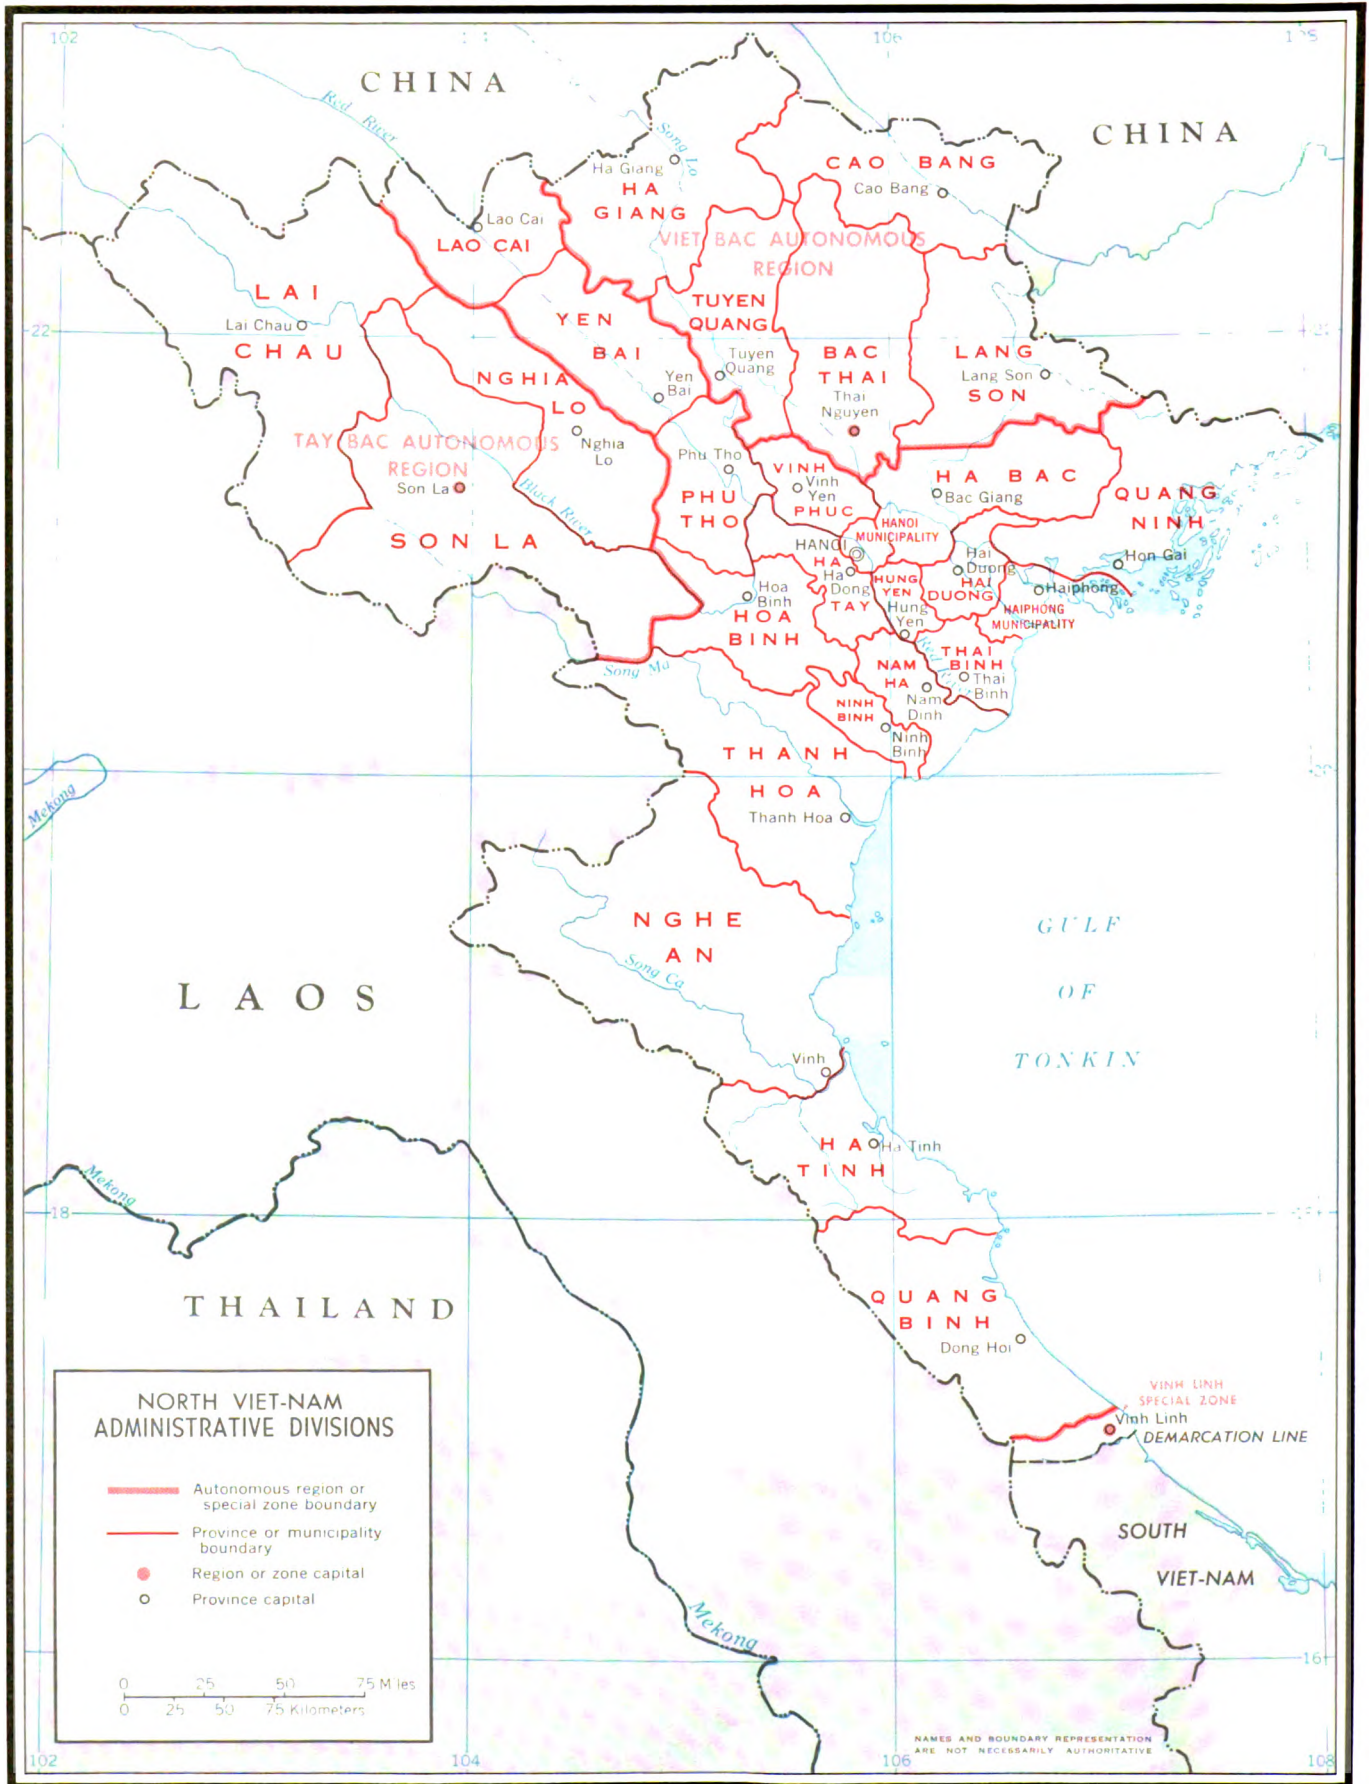 102
106
CHINA
Red River
Song Lo
CHINA
Ha Giang
HA
GIANG
CAO BANG
Cao Bang
Lao Cai
LAO CAI
VIET BAC AUTONOMOUS
REGION
LAI
Lai Chau
CHAU
22
YEN
BAI
Yen
Bai
TUYEN
QUANG
Tuyen
Quang
BAC
THAI
Thai
Nguyen
LANG
Lang Son
SON
NGHIA
LO
Nghia
Lo
TAY BAC AUTONOMOUS
REGION
Son La
SON LA
Black River
Phu Tho
PHU
THO
VINH
Vinh
Yen
PHUC
HA BAC
Bac Giang
QUANG
NINH
Hon Gai
HANOI
MUNICIPALITY
HANOI
HA
Ha
Dong
TAY
HUNG
YEN
Hung
Yen
Hai
Duong
HAI
DUONG
Haiphong
HAIPHONG
MUNICIPALITY
Hoa
Binh
HOA
BINH
Song Ma
Red River
THAI
BINH
Thai
Binh
NAM
HA
Nam
Dinh
NINH
BINH
Ninh
Binh
THANH
HOA
Thanh Hoa
Mekong
NGHE
AN
Song Ca
GULF
OF
TONKIN
LAOS
Vinh
HA
Ha Tinh
TINH
Mekong
18
THAILAND
QUANG
BINH
Dong Hoi
VINH LINH
SPECIAL ZONE
Vinh Linh
DEMARCATION LINE
SOUTH
VIET-NAM
Mekong
16
NORTH VIET-NAM
ADMINISTRATIVE DIVISIONS
Autonomous region or
special zone boundary
Province or municipality
boundary
Region or zone capital
Province capital
0 25 50 75 Miles
0 25 50 75 Kilometers
NAMES AND BOUNDARY REPRESENTATION
ARE NOT NECESSARILY AUTHORITATIVE
102
104
106
108